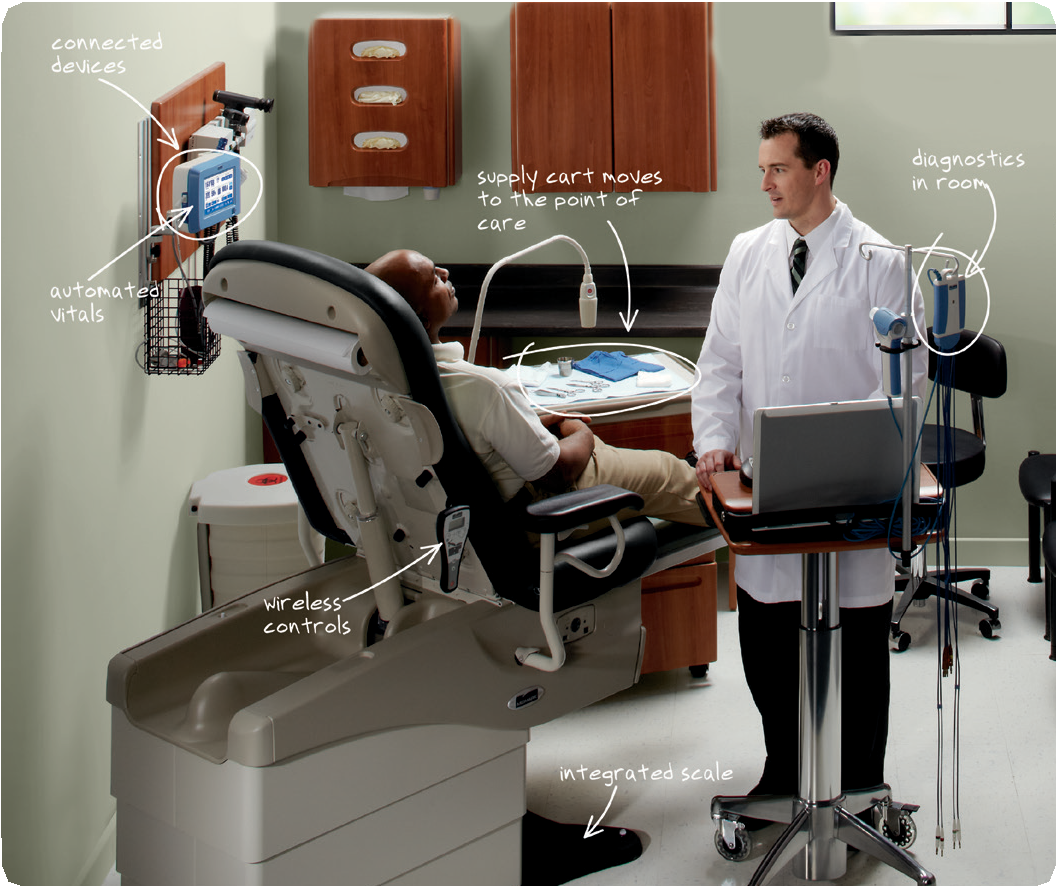 connected
devices
supply cart moves
to the point of
care
diagnostics
in room
automated
vitals
wireless
controls
integrated scale